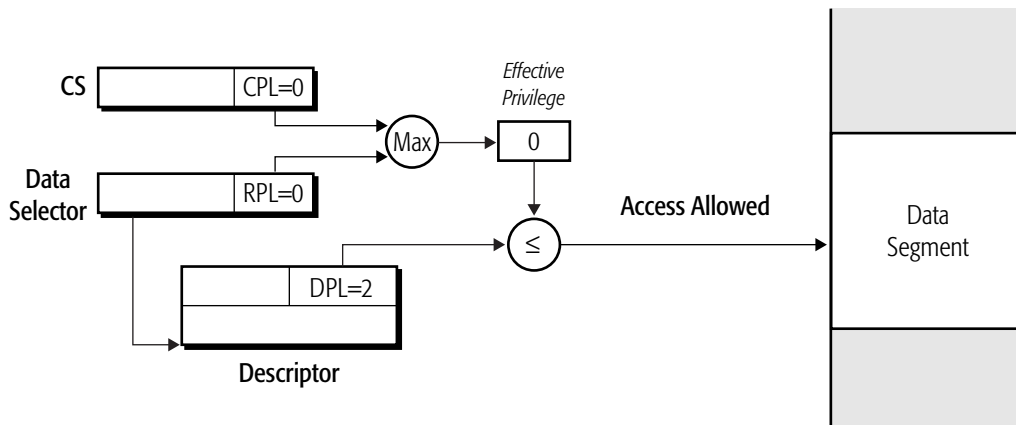 CS
CPL=0
Effective
Privilege
Max
0
Data
Selector
RPL=0
Access Allowed
≤
Data
Segment
DPL=2
Descriptor